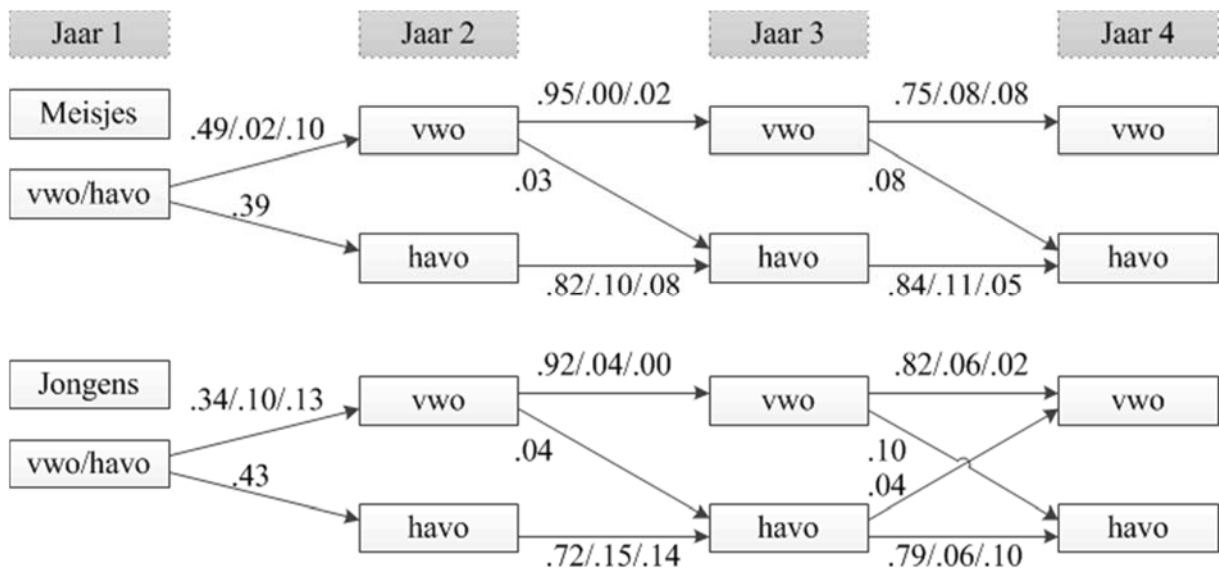 Jaar 1 Jaar 2 Jaar 3 Jaar 4
Meisjes
.49/.02/.10
.95/.00/.02
.75/.08/.08
vwo vwo vwo
vwo/havo
.39
.03
.08
havo havo havo
.82/.10/.08
.84/.11/.05
Jongens
.34/.10/.13
.92/.04/.00
.82/.06/.02
vwo vwo vwo
vwo/havo
.43
.04
.10
.04
havo havo havo
.72/.15/.14
.79/.06/.10